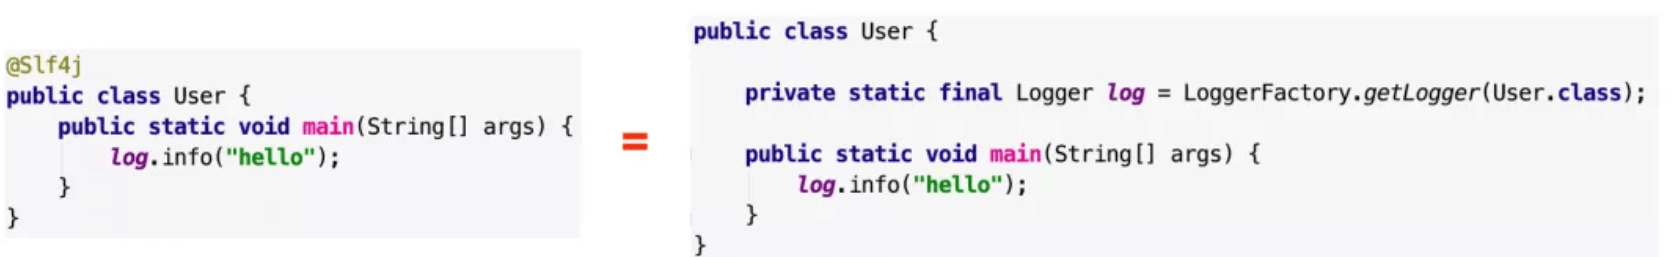 @Slf4j
public class User {
    public static void main(String[] args) {
        log.info("hello");
    }
}
=
public class User {
    private static final Logger log = LoggerFactory.getLogger(User.class);
    public static void main(String[] args) {
        log.info("hello");
    }
}